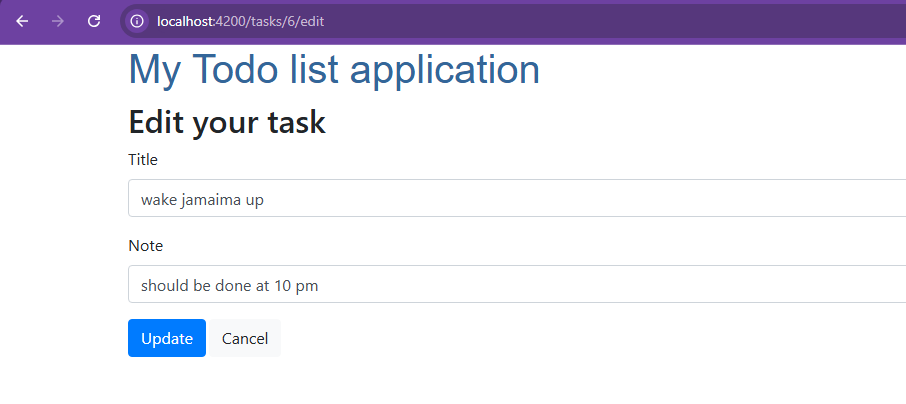 localhost:4200/tasks/6/edit
My Todo list application
Edit your task
Title
wake jamaima up
Note
should be done at 10 pm
Update Cancel